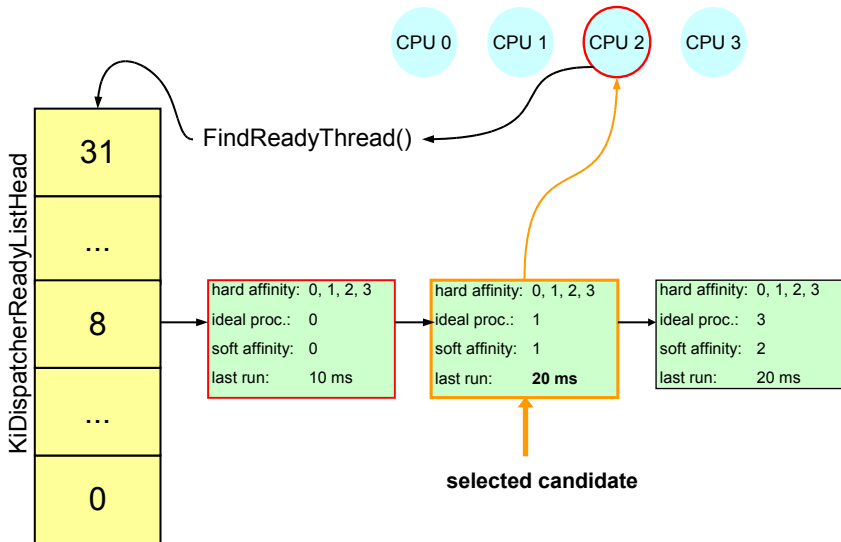 CPU 0
CPU 1
CPU 2
CPU 3
FindReadyThread()
KiDispatcherReadyListHead
31
...
8
...
0
hard affinity: 0, 1, 2, 3
ideal proc.: 0
soft affinity: 0
last run: 10 ms
hard affinity: 0, 1, 2, 3
ideal proc.: 1
soft affinity: 1
last run: 20 ms
hard affinity: 0, 1, 2, 3
ideal proc.: 3
soft affinity: 2
last run: 20 ms
selected candidate